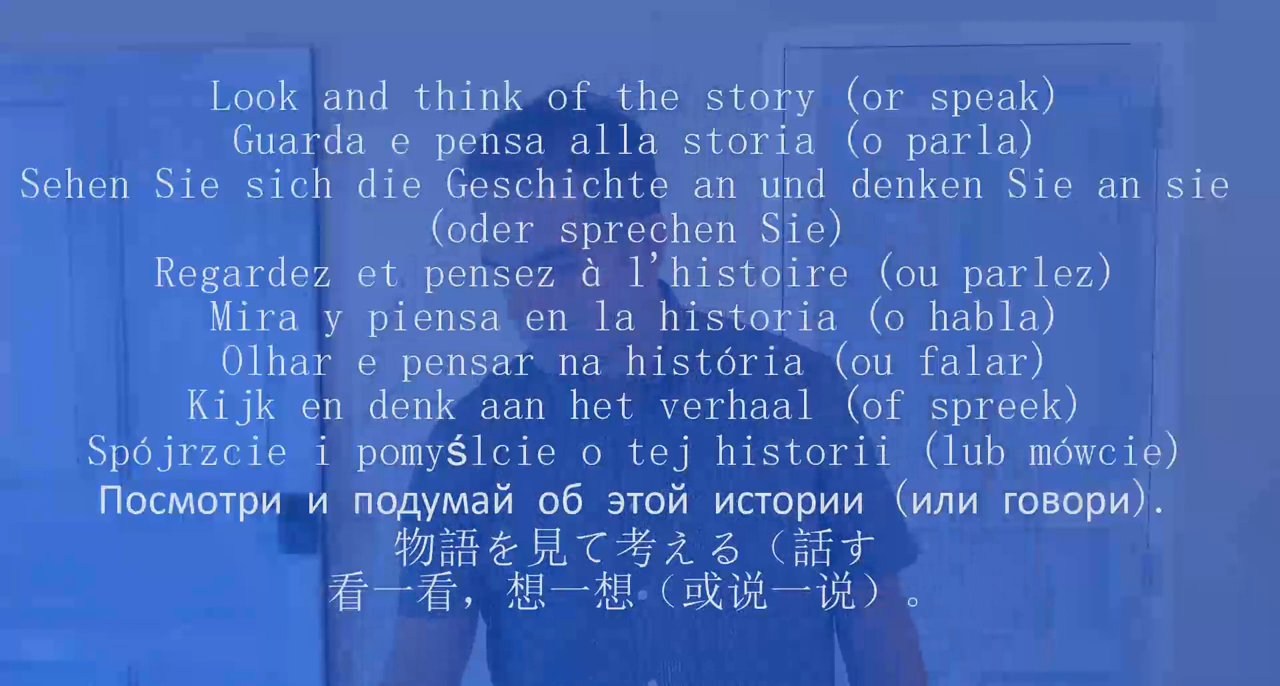 Look and think of the story (or speak)
Guarda e pensa alla storia (o parla)
Sehen Sie sich die Geschichte an und denken Sie an sie
(oder sprechen Sie)
Regardez et pensez à l’histoire (ou parlez)
Mira y piensa en la historia (o habla)
Olhar e pensar na história (ou falar)
Kijk en denk aan het verhaal (of spreek)
Spójrzcie i pomyślcie o tej historii (lub mówcie)
Посмотри и подумай об этой истории (или говори).
物語を見て考える（話す
看一看，想一想（或说一说）。